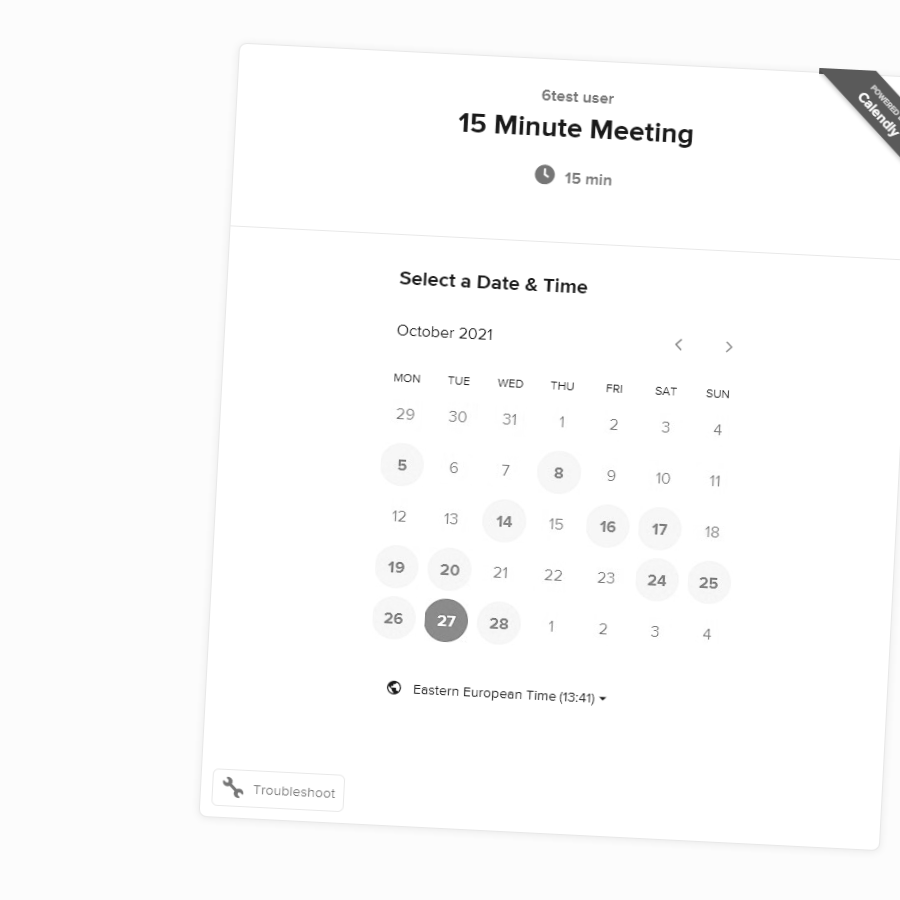 6test user
15 Minute Meeting
15 min
POWERED
Calendly
Select a Date & Time
October 2021
MON TUE WED THU FRI SAT SUN
29 30 31 1 2 3 4
5 6 7 8 9 10 11
12 13 14 15 16 17 18
19 20 21 22 23 24 25
26 27 28 1 2 3 4
Eastern European Time (13:41)
Troubleshoot